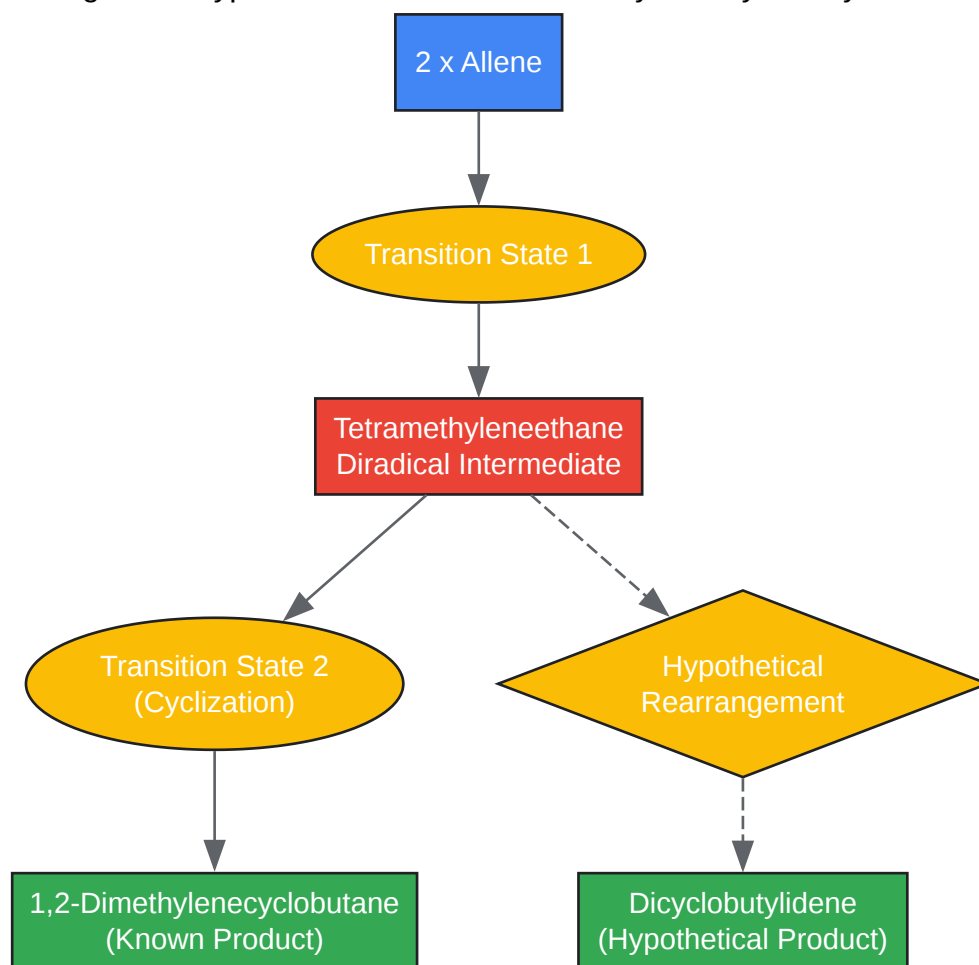 2 x Allene
Transition State 1
Tetramethyleneethane
Diradical Intermediate
Transition State 2
(Cyclization)
Hypothetical
Rearrangement
1,2-Dimethylenecyclobutane
(Known Product)
Dicyclobutylidene
(Hypothetical Product)